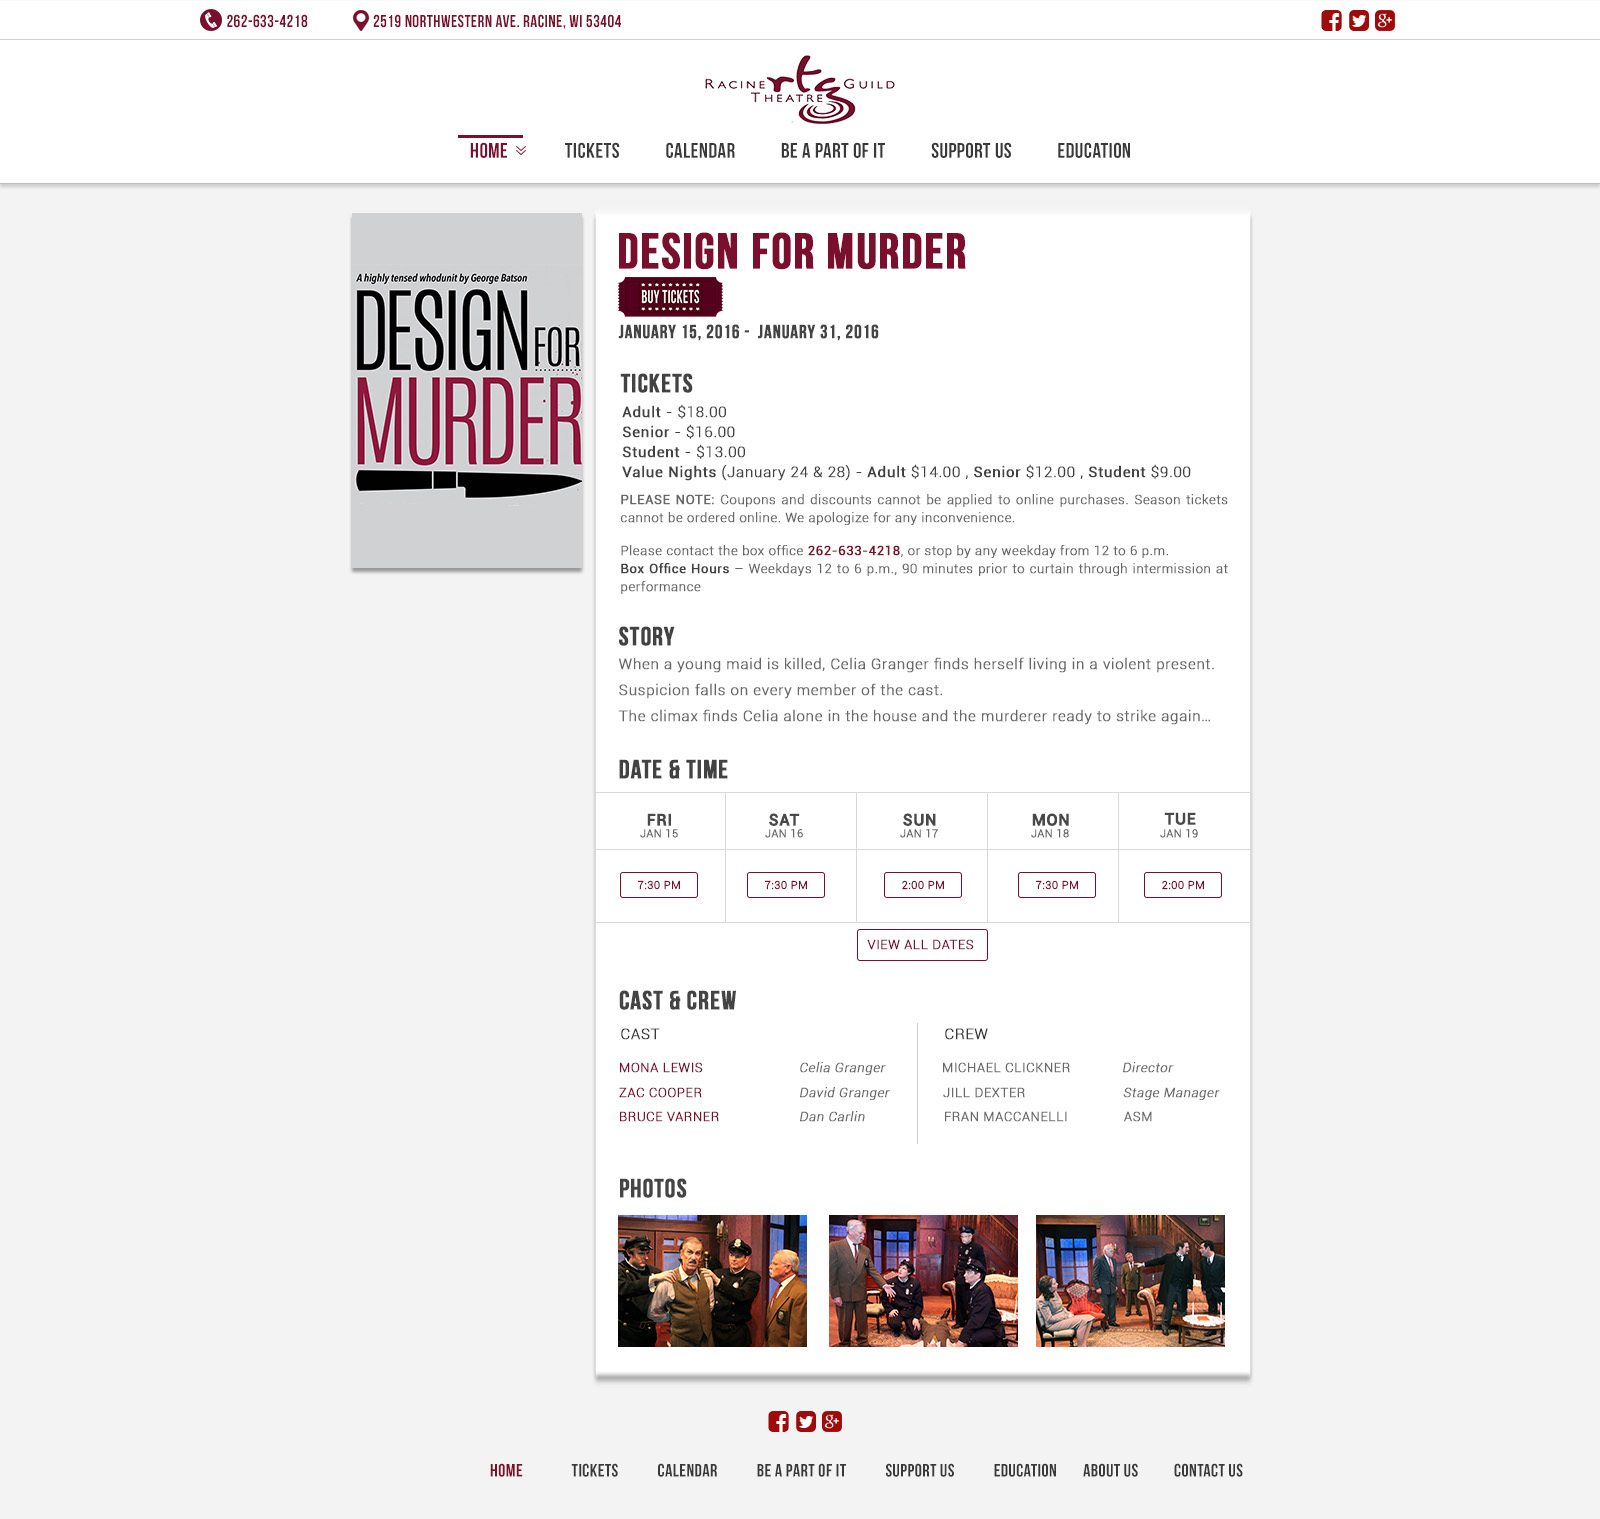 262-633-4218
2519 NORTHWESTERN AVE. RACINE, WI 53404
RACINE rtg GUILD
THEATRE
HOME TICKETS CALENDAR BE A PART OF IT SUPPORT US EDUCATION
A highly tensed whodunit by George Batson
DESIGN FOR
MURDER
DESIGN FOR MURDER
BUY TICKETS
JANUARY 15, 2016 - JANUARY 31, 2016
TICKETS
Adult - $18.00
Senior - $16.00
Student - $13.00
Value Nights (January 24 & 28) - Adult $14.00 , Senior $12.00 , Student $9.00
PLEASE NOTE: Coupons and discounts cannot be applied to online purchases. Season tickets
cannot be ordered online. We apologize for any inconvenience.
Please contact the box office 262-633-4218, or stop by any weekday from 12 to 6 p.m.
Box Office Hours – Weekdays 12 to 6 p.m., 90 minutes prior to curtain through intermission at
performance
STORY
When a young maid is killed, Celia Granger finds herself living in a violent present.
Suspicion falls on every member of the cast.
The climax finds Celia alone in the house and the murderer ready to strike again...
DATE & TIME
FRI SAT SUN MON TUE
JAN 15 JAN 16 JAN 17 JAN 18 JAN 19
7:30 PM 7:30 PM 2:00 PM 7:30 PM 2:00 PM
VIEW ALL DATES
CAST & CREW
CAST CREW
MONA LEWIS Celia Granger MICHAEL CLICKNER Director
ZAC COOPER David Granger JILL DEXTER Stage Manager
BRUCE VARNER Dan Carlin FRAN MACCANELLI ASM
PHOTOS
HOME TICKETS CALENDAR BE A PART OF IT SUPPORT US EDUCATION ABOUT US CONTACT US